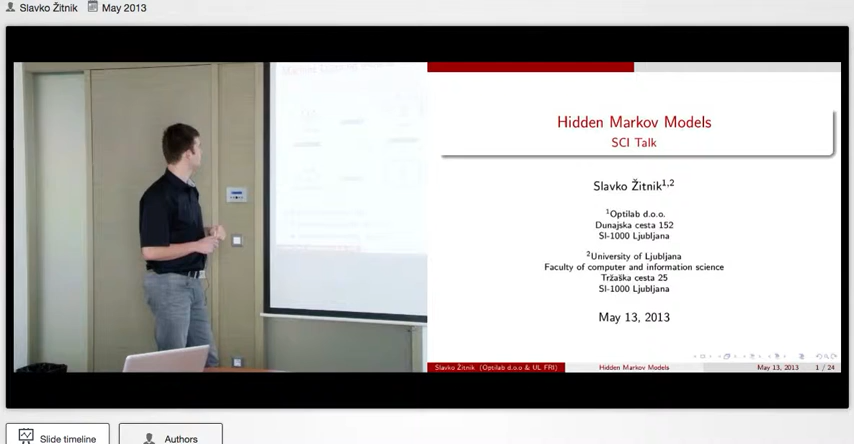 Slavko Žitnik May 2013
Hidden Markov Models
SCI Talk
Slavko Žitnik1,2
1Optilab d.o.o.
Dunajska cesta 152
SI-1000 Ljubljana
2University of Ljubljana
Faculty of computer and information science
Tržaška cesta 25
SI-1000 Ljubljana
May 13, 2013
Slavko Žitnik (Optilab d.o.o & UL FRI) Hidden Markov Models May 13, 2013 1 / 24
Slide timeline Authors